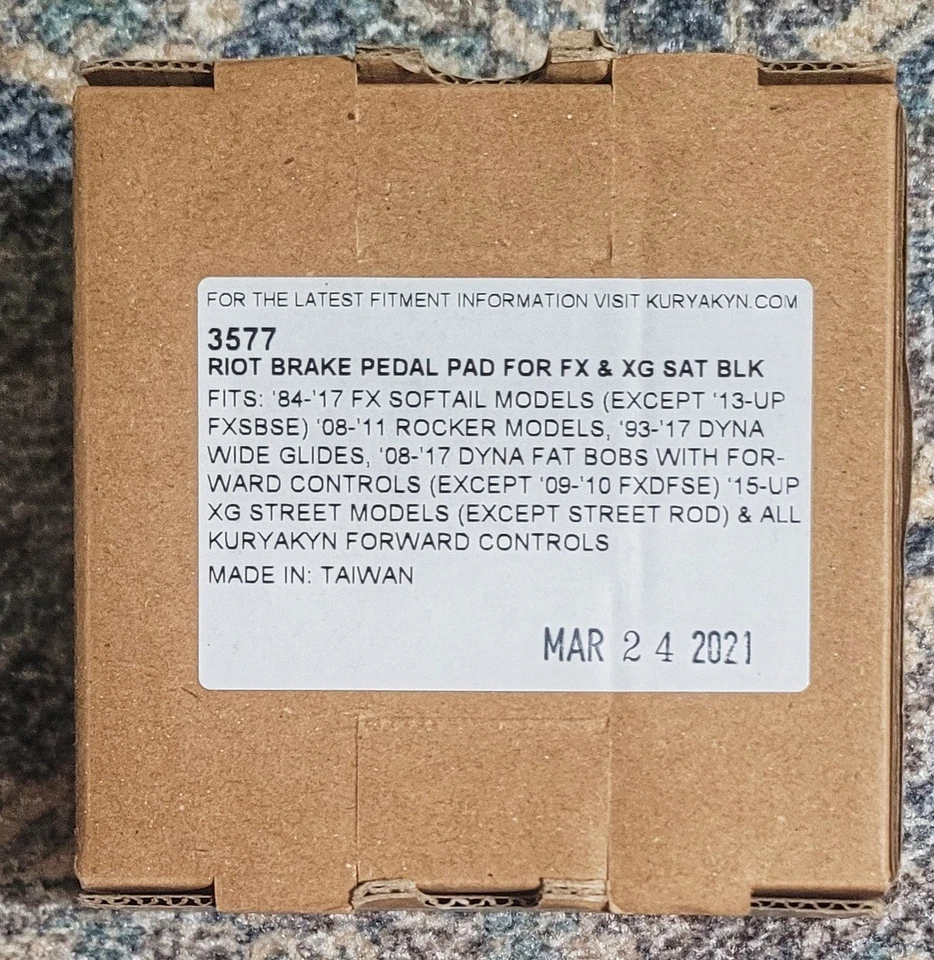 FOR THE LATEST FITMENT INFORMATION VISIT KURYAKYN.COM
3577
RIOT BRAKE PEDAL PAD FOR FX & XG SAT BLK
FITS: '84-'17 FX SOFTAIL MODELS (EXCEPT '13-UP
FXSBSE) '08-'11 ROCKER MODELS, '93-'17 DYNA
WIDE GLIDES, '08-'17 DYNA FAT BOBS WITH FOR-
WARD CONTROLS (EXCEPT '09-'10 FXDFSE) '15-UP
XG STREET MODELS (EXCEPT STREET ROD) & ALL
KURYAKYN FORWARD CONTROLS
MADE IN: TAIWAN
MAR 24 2021